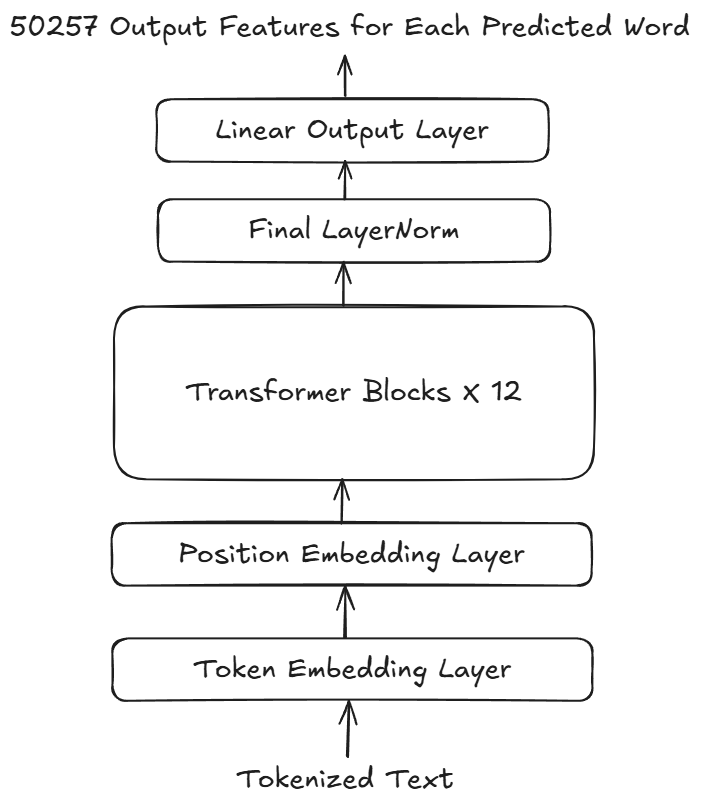 50257 Output Features for Each Predicted Word
Linear Output Layer
Final LayerNorm
Transformer Blocks X 12
Position Embedding Layer
Token Embedding Layer
Tokenized Text